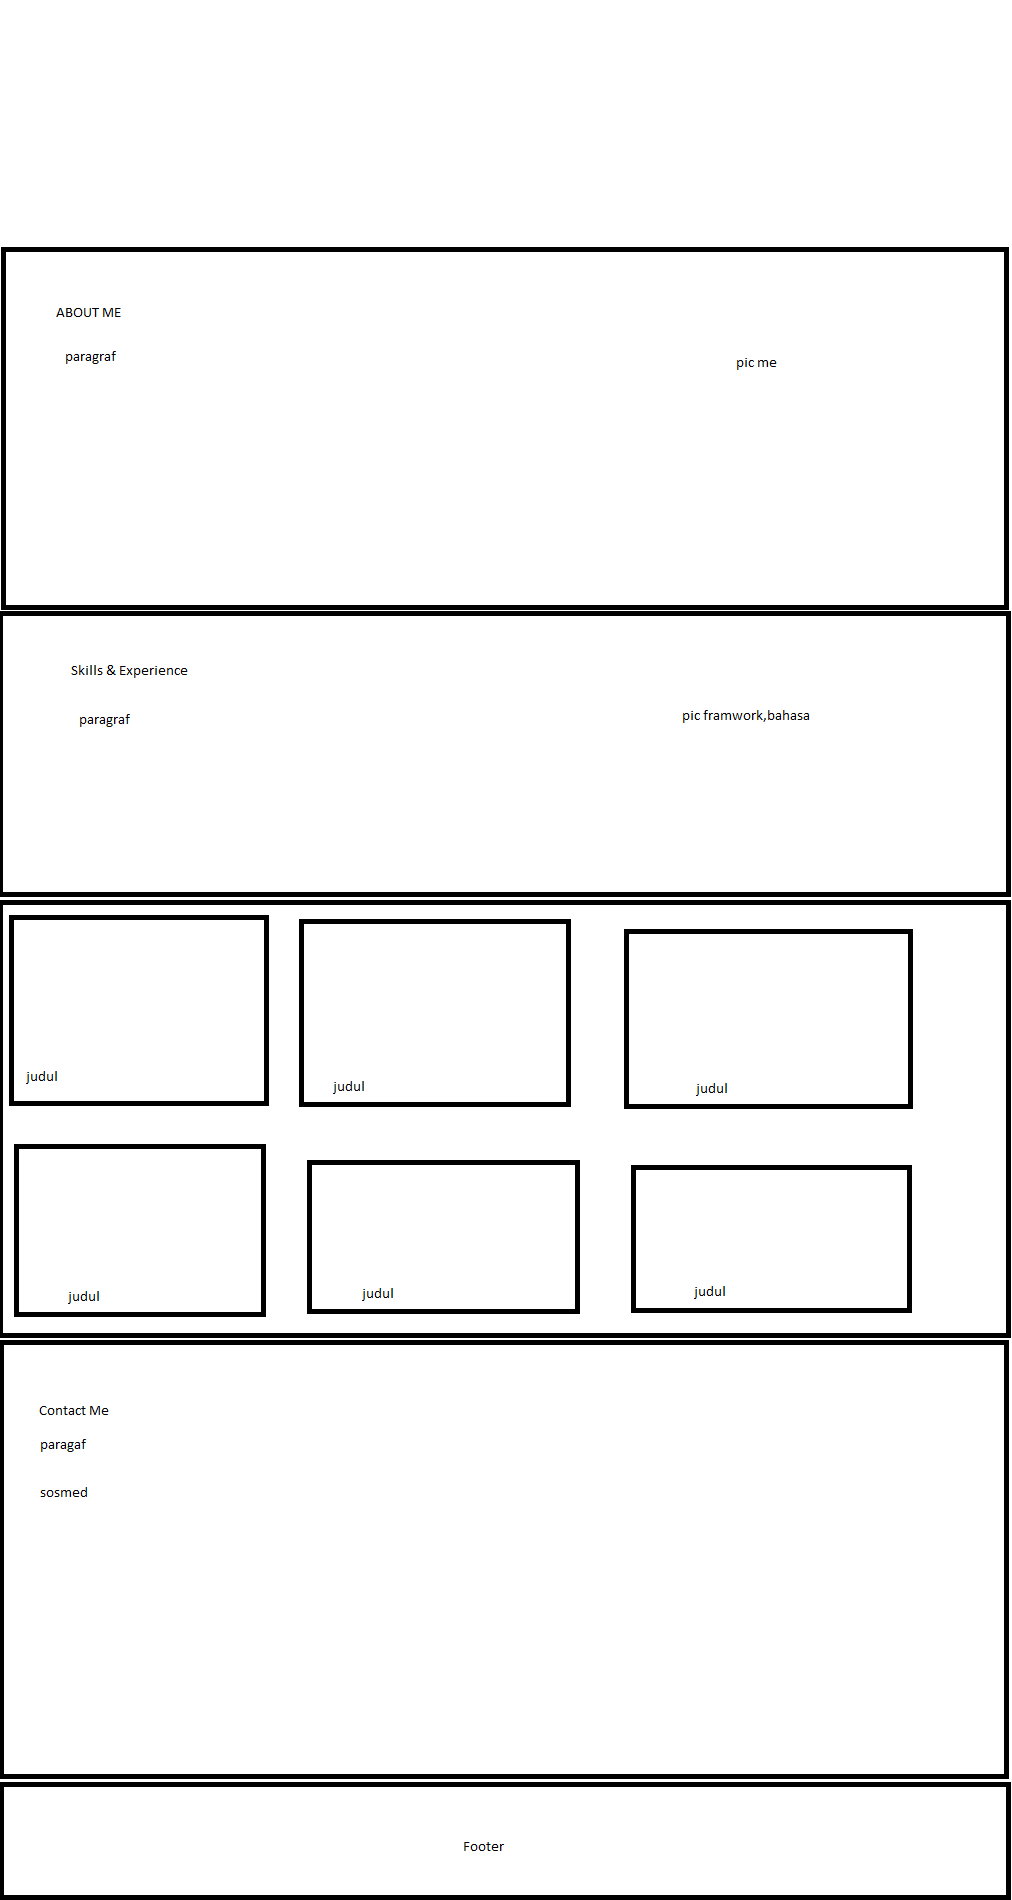 ABOUT ME
paragraf
pic me
Skills & Experience
paragraf
pic framwork,bahasa
judul
judul
judul
judul
judul
judul
Contact Me
paragaf
sosmed
Footer